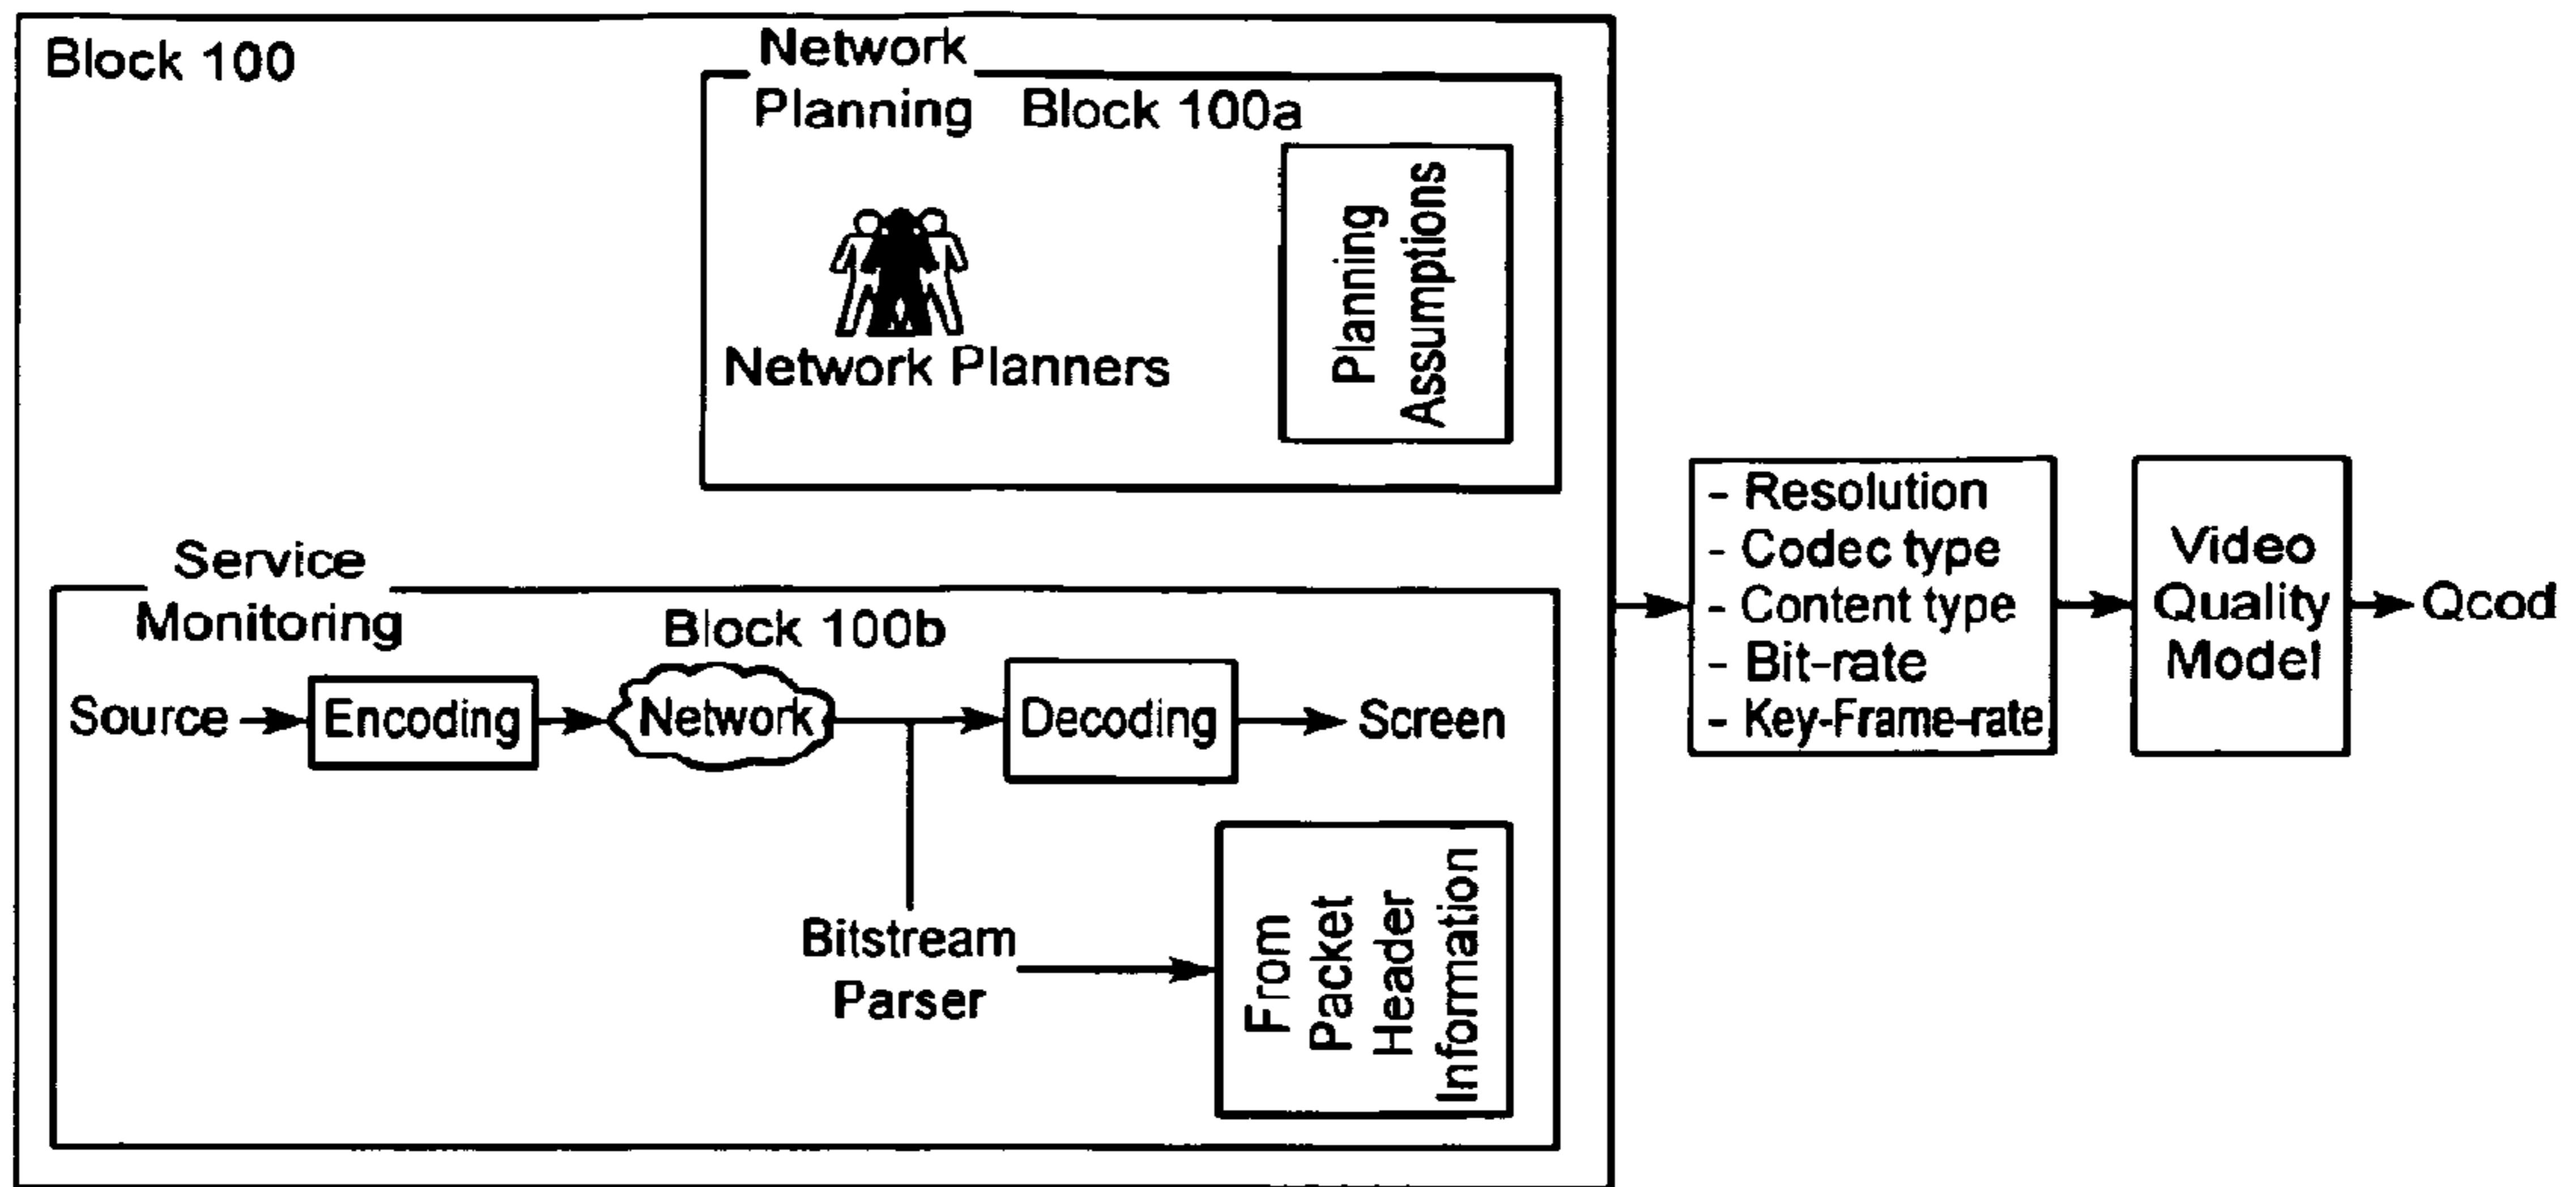 Block 100
Network
Planning
Block 100a
Network Planners
Planning
Assumptions
Service
Monitoring
Block 100b
Source
Encoding
Network
Decoding
Screen
Bitstream
Parser
From
Packet
Header
Information
- Resolution
- Codec type
- Content type
- Bit-rate
- Key-Frame-rate
Video
Quality
Model
Qcod